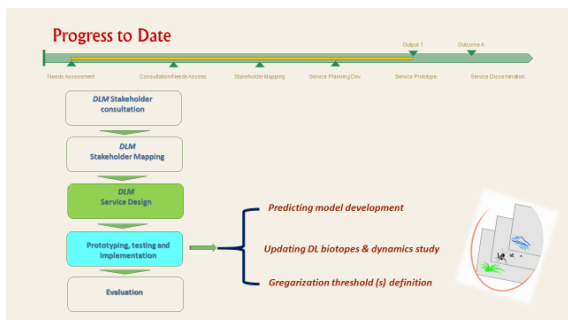 Progress to Date
Output 1
Outcome A
Needs Assessment
Consultation/Needs Assess.
Stakeholder Mapping
Service Planning Dev.
Service Prototype.
Service Dissemination.
DLM Stakeholder
consultation
DLM
Stakeholder Mapping
DLM
Service Design
Prototyping, testing and
implementation
Evaluation
Predicting model development
Updating DL biotopes & dynamics study
Gregarization threshold (s) definition